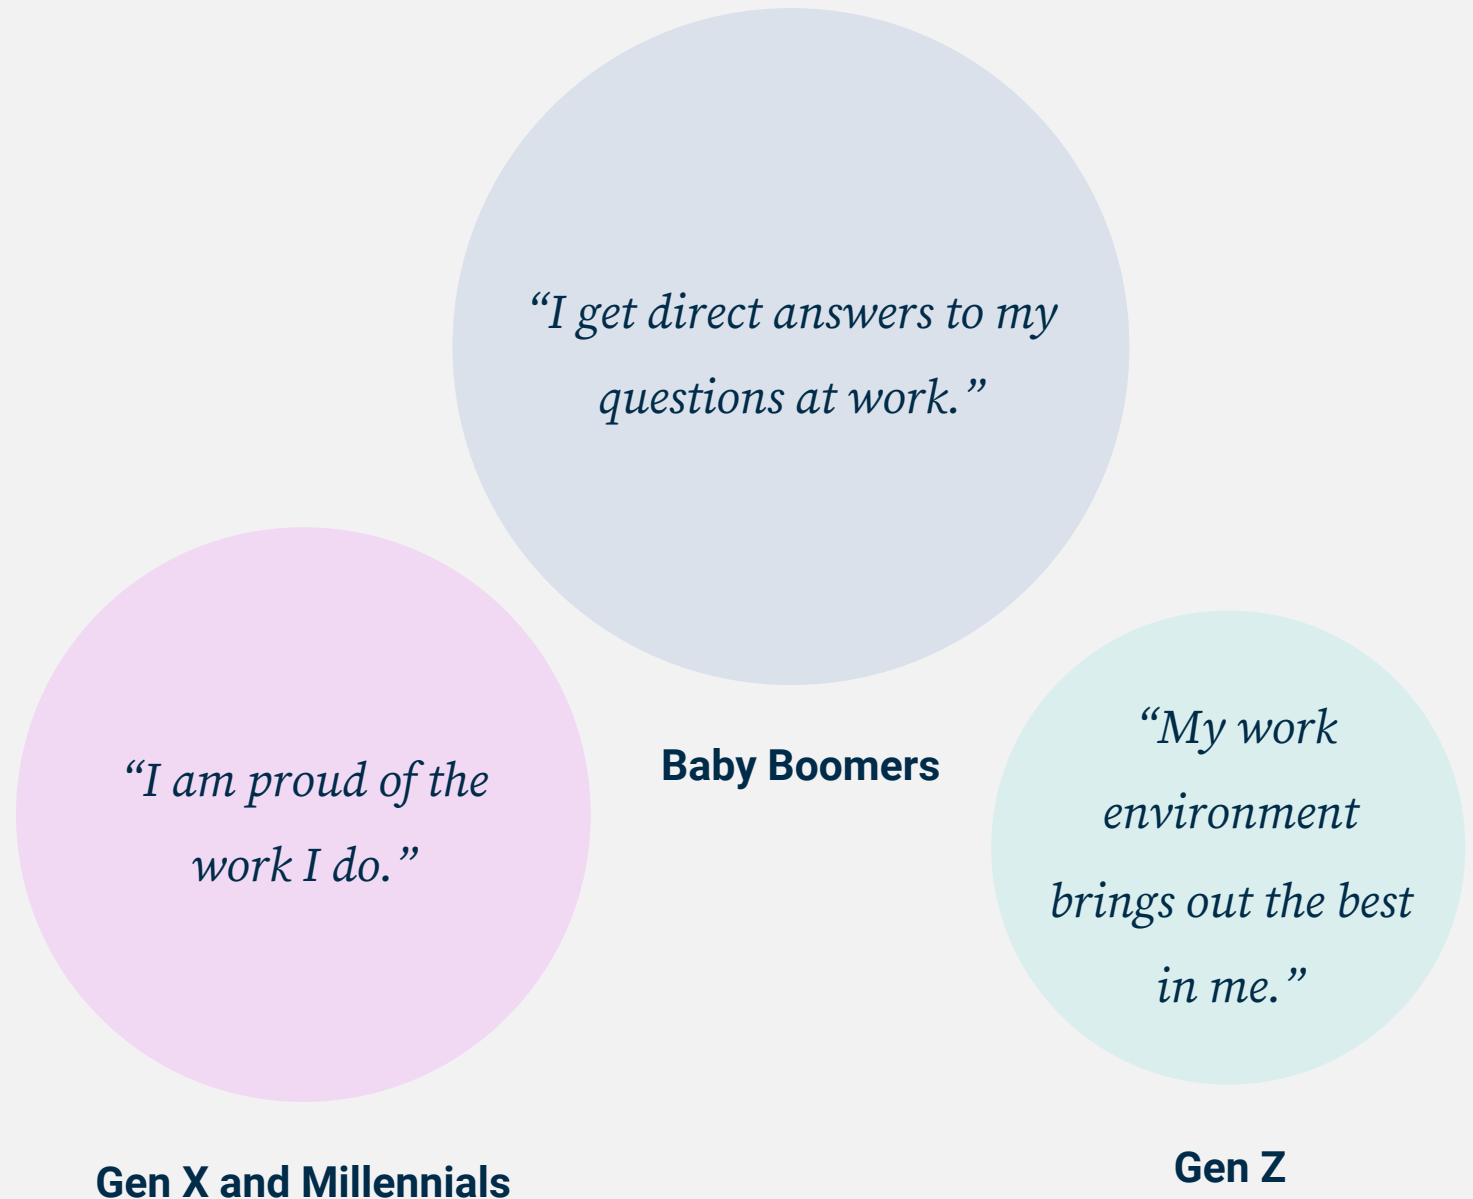 “I get direct answers to my
questions at work.”
Baby Boomers
“I am proud of the
work I do.”
Gen X and Millennials
“My work
environment
brings out the best
in me.”
Gen Z